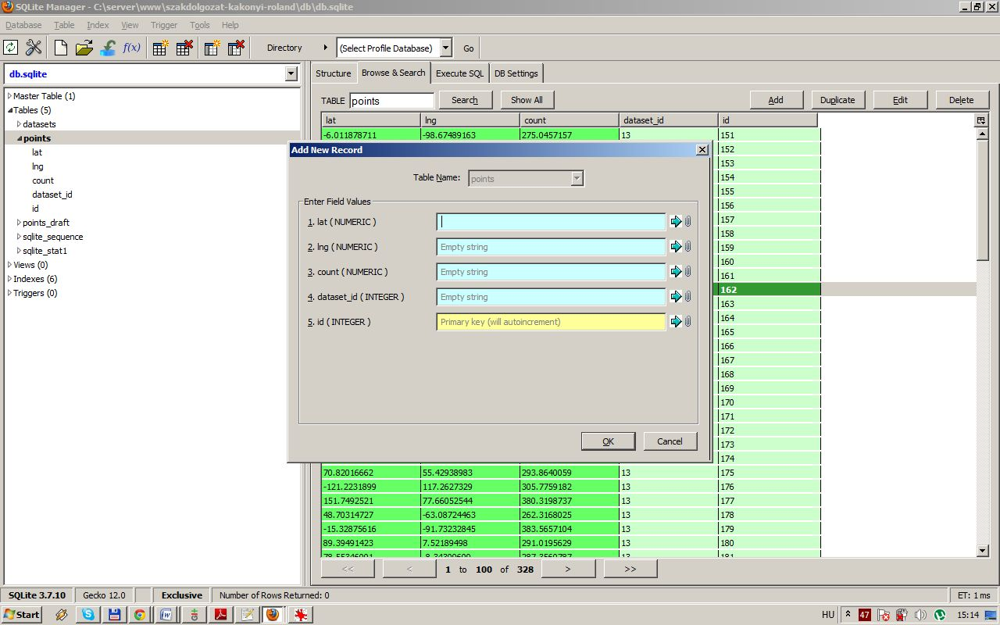 SQLite Manager - C:\server\www\szakdolgozat-kakonyi-roland\db\db.sqlite
Database Table Index View Trigger Tools Help
f(x) Directory (Select Profile Database) Go
db.sqlite
Master Table (1)
Tables (5)
datasets
points
lat
lng
count
dataset_id
id
points_draft
sqlite_sequence
sqlite_stat1
Views (0)
Indexes (6)
Triggers (0)
Structure Browse & Search Execute SQL DB Settings
TABLE points Search Show All Add Duplicate Edit Delete
lat lng count dataset_id id
-6.011878711 -98.67489163 275.0457157 13 151
152
153
154
155
156
157
158
159
160
161
162
163
164
165
166
167
168
169
170
171
172
173
174
Add New Record
Table Name: points
Enter Field Values
1. lat ( NUMERIC )
2. lng ( NUMERIC ) Empty string
3. count ( NUMERIC ) Empty string
4. dataset_id ( INTEGER ) Empty string
5. id ( INTEGER ) Primary key (will autoincrement)
OK Cancel
70.82016662 55.42938983 293.8640059 13 175
-121.2231899 117.2627329 305.7759182 13 176
151.7492521 77.66052544 380.3198737 13 177
48.70314727 -63.08724463 262.3168025 13 178
-15.32875616 -91.73232845 383.5657104 13 179
89.39491423 7.52189498 291.0195629 13 180
13 181
<< < 1 to 100 of 328 > >>
SQLite 3.7.10 Gecko 12.0 Exclusive Number of Rows Returned: 0 ET: 1 ms
Start HU 47 15:14